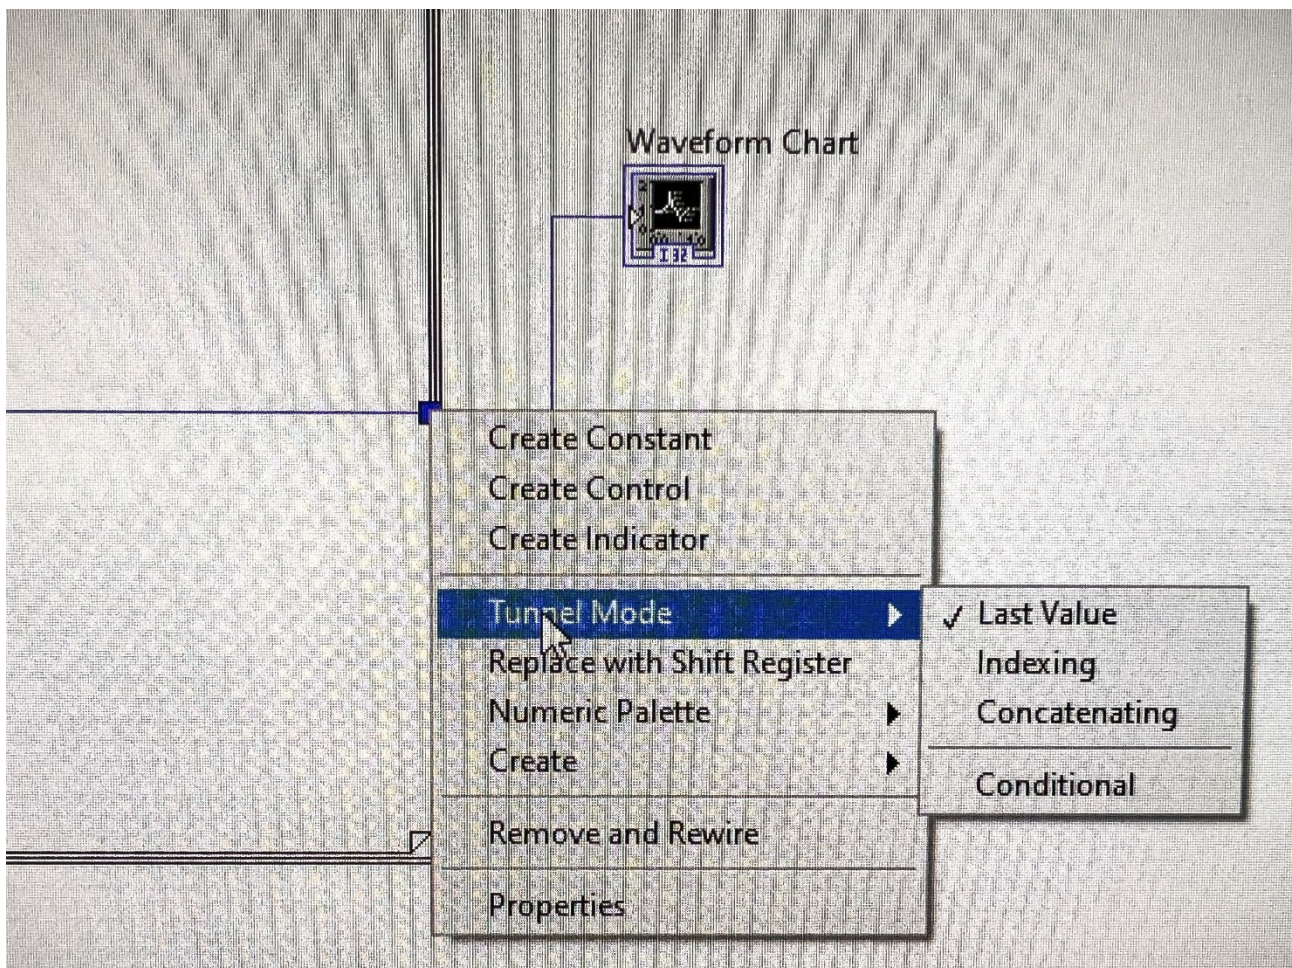 Waveform Chart
I32
Create Constant
Create Control
Create Indicator
Tunnel Mode
✓ Last Value
Replace with Shift Register
Indexing
Numeric Palette
Concatenating
Create
Conditional
Remove and Rewire
Properties